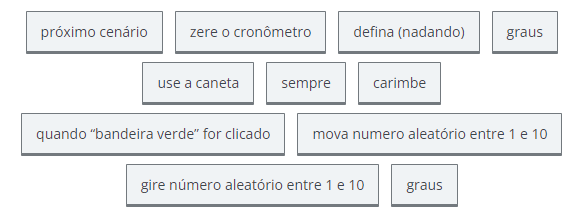 próximo cenário zere o cronômetro defina (nadando) graus
use a caneta sempre carimbe
quando “bandeira verde” for clicado mova numero aleatório entre 1 e 10
gire número aleatório entre 1 e 10 graus